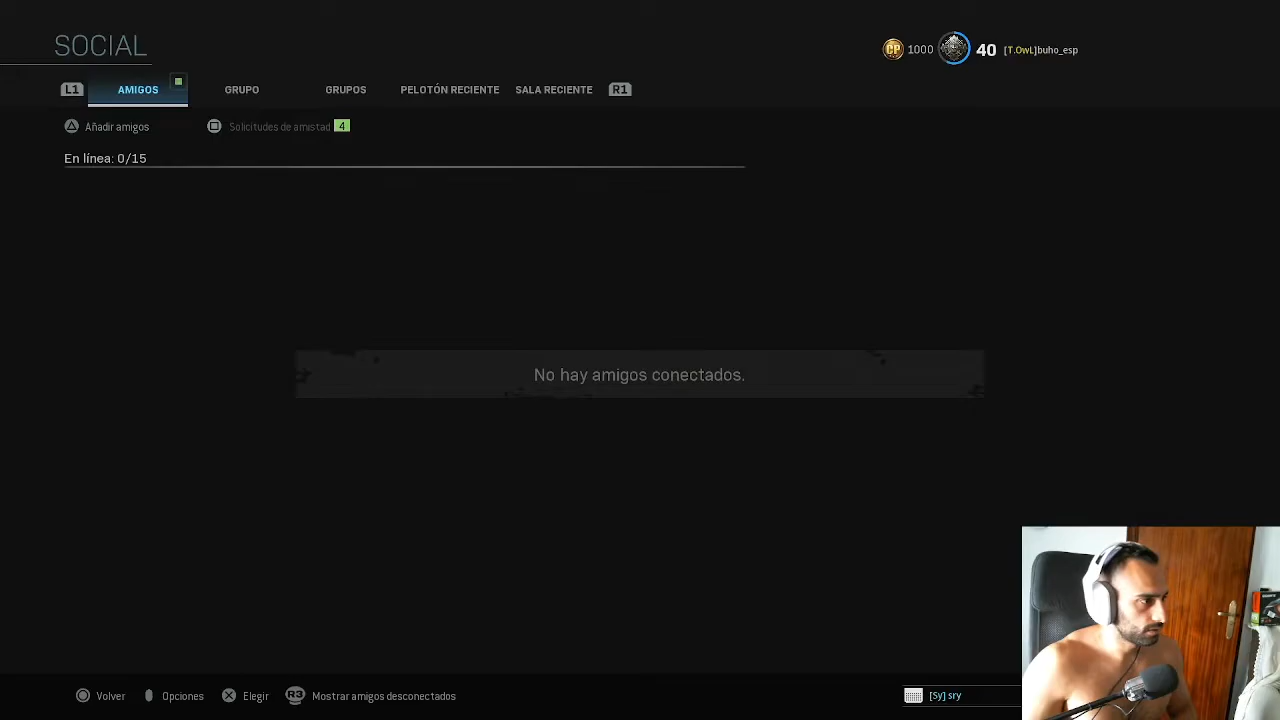 SOCIAL
CP 1000 40 [T.OwL]buho_esp
L1 AMIGOS GRUPO GRUPOS PELOTÓN RECIENTE SALA RECIENTE R1
Añadir amigos Solicitudes de amistad 4
En línea: 0/15
No hay amigos conectados.
Volver Opciones Elegir R3 Mostrar amigos desconectados
[Sy] sry